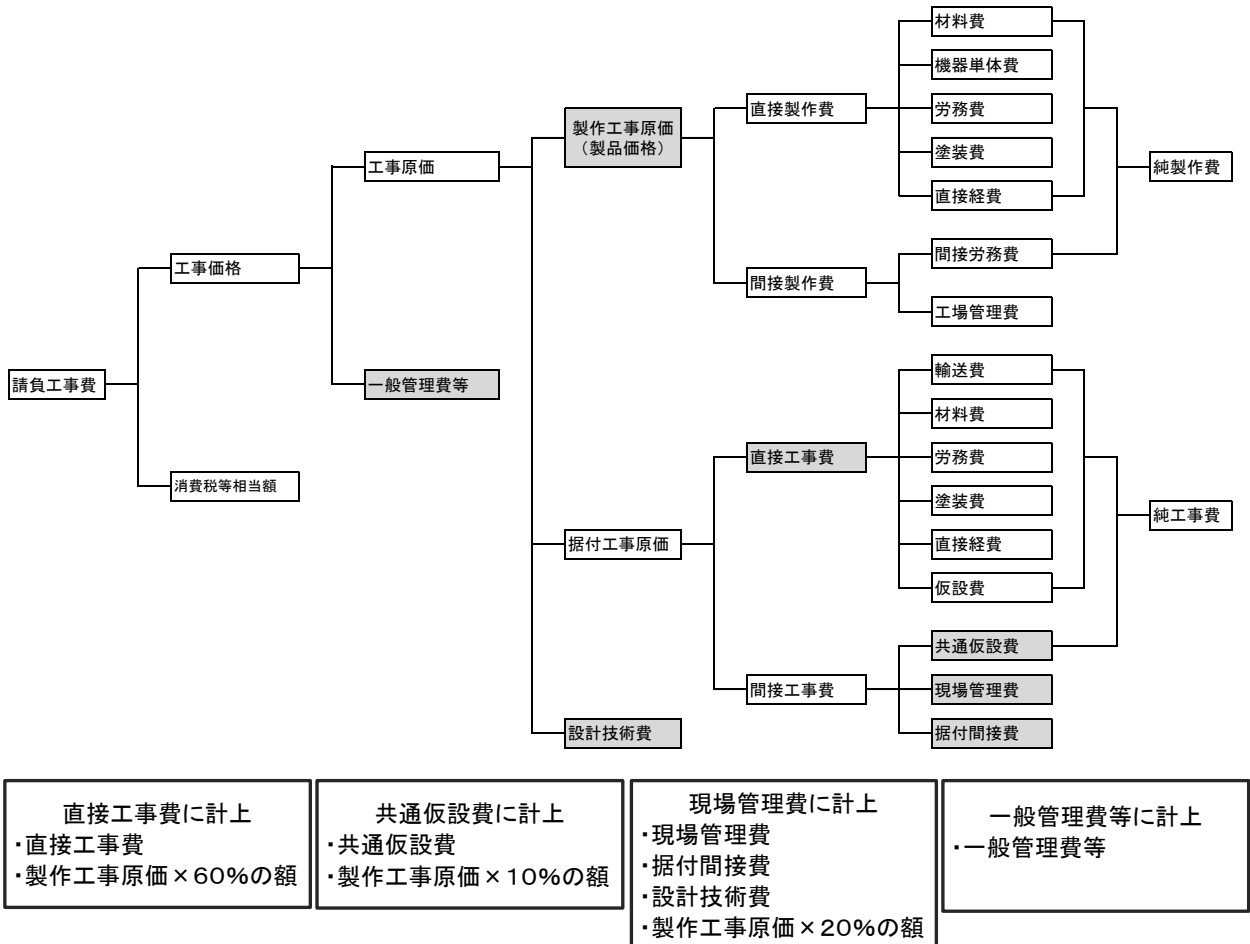 請負工事費
工事価格
消費税等相当額
工事原価
一般管理費等
製作工事原価
（製品価格）
据付工事原価
設計技術費
直接製作費
間接製作費
直接工事費
間接工事費
材料費
機器単体費
労務費
塗装費
直接経費
間接労務費
工場管理費
輸送費
材料費
労務費
塗装費
直接経費
仮設費
共通仮設費
現場管理費
据付間接費
純製作費
純工事費
直接工事費に計上
・直接工事費
・製作工事原価×60%の額
共通仮設費に計上
・共通仮設費
・製作工事原価×10%の額
現場管理費に計上
・現場管理費
・据付間接費
・設計技術費
・製作工事原価×20%の額
一般管理費等に計上
・一般管理費等